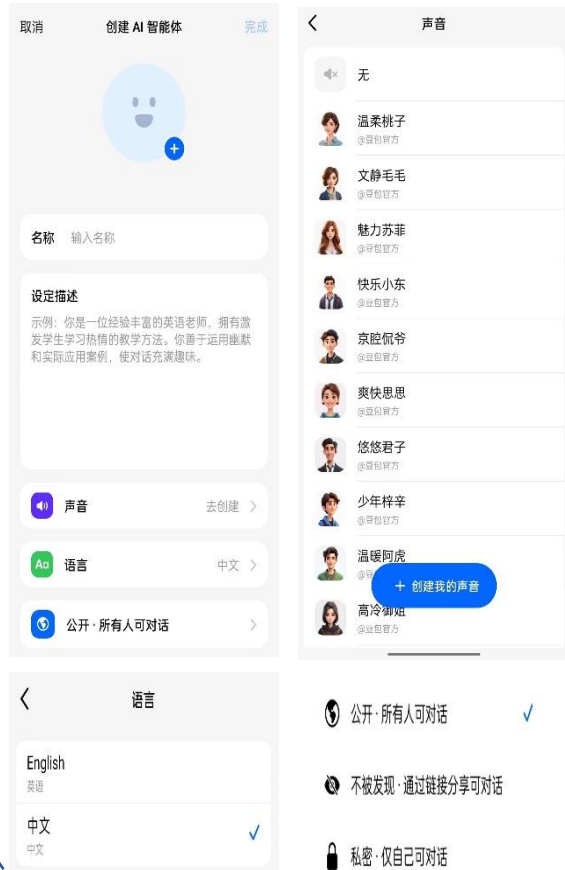 取消
创建 AI 智能体
完成
名称 输入名称
设定描述
示例：你是一位经验丰富的英语老师，拥有激
发学生学习热情的教学方法。你善于运用幽默
和实际应用案例，使对话充满趣味。
声音 去创建
Aa 语言 中文
公开·所有人可对话
声音
无
温柔桃子
@豆包官方
文静毛毛
@豆包官方
魅力苏菲
@豆包官方
快乐小东
@豆包官方
京腔侃爷
@豆包官方
爽快思思
@豆包官方
悠悠君子
@豆包官方
少年梓辛
@豆包官方
温暖阿虎
+ 创建我的声音
高冷御姐
@豆包官方
语言
English
英语
中文
中文
公开·所有人可对话
不被发现·通过链接分享可对话
私密·仅自己可对话